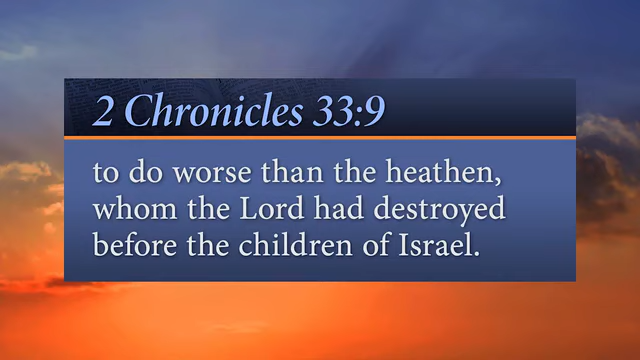 2 Chronicles 33:9
to do worse than the heathen,
whom the Lord had destroyed
before the children of Israel.